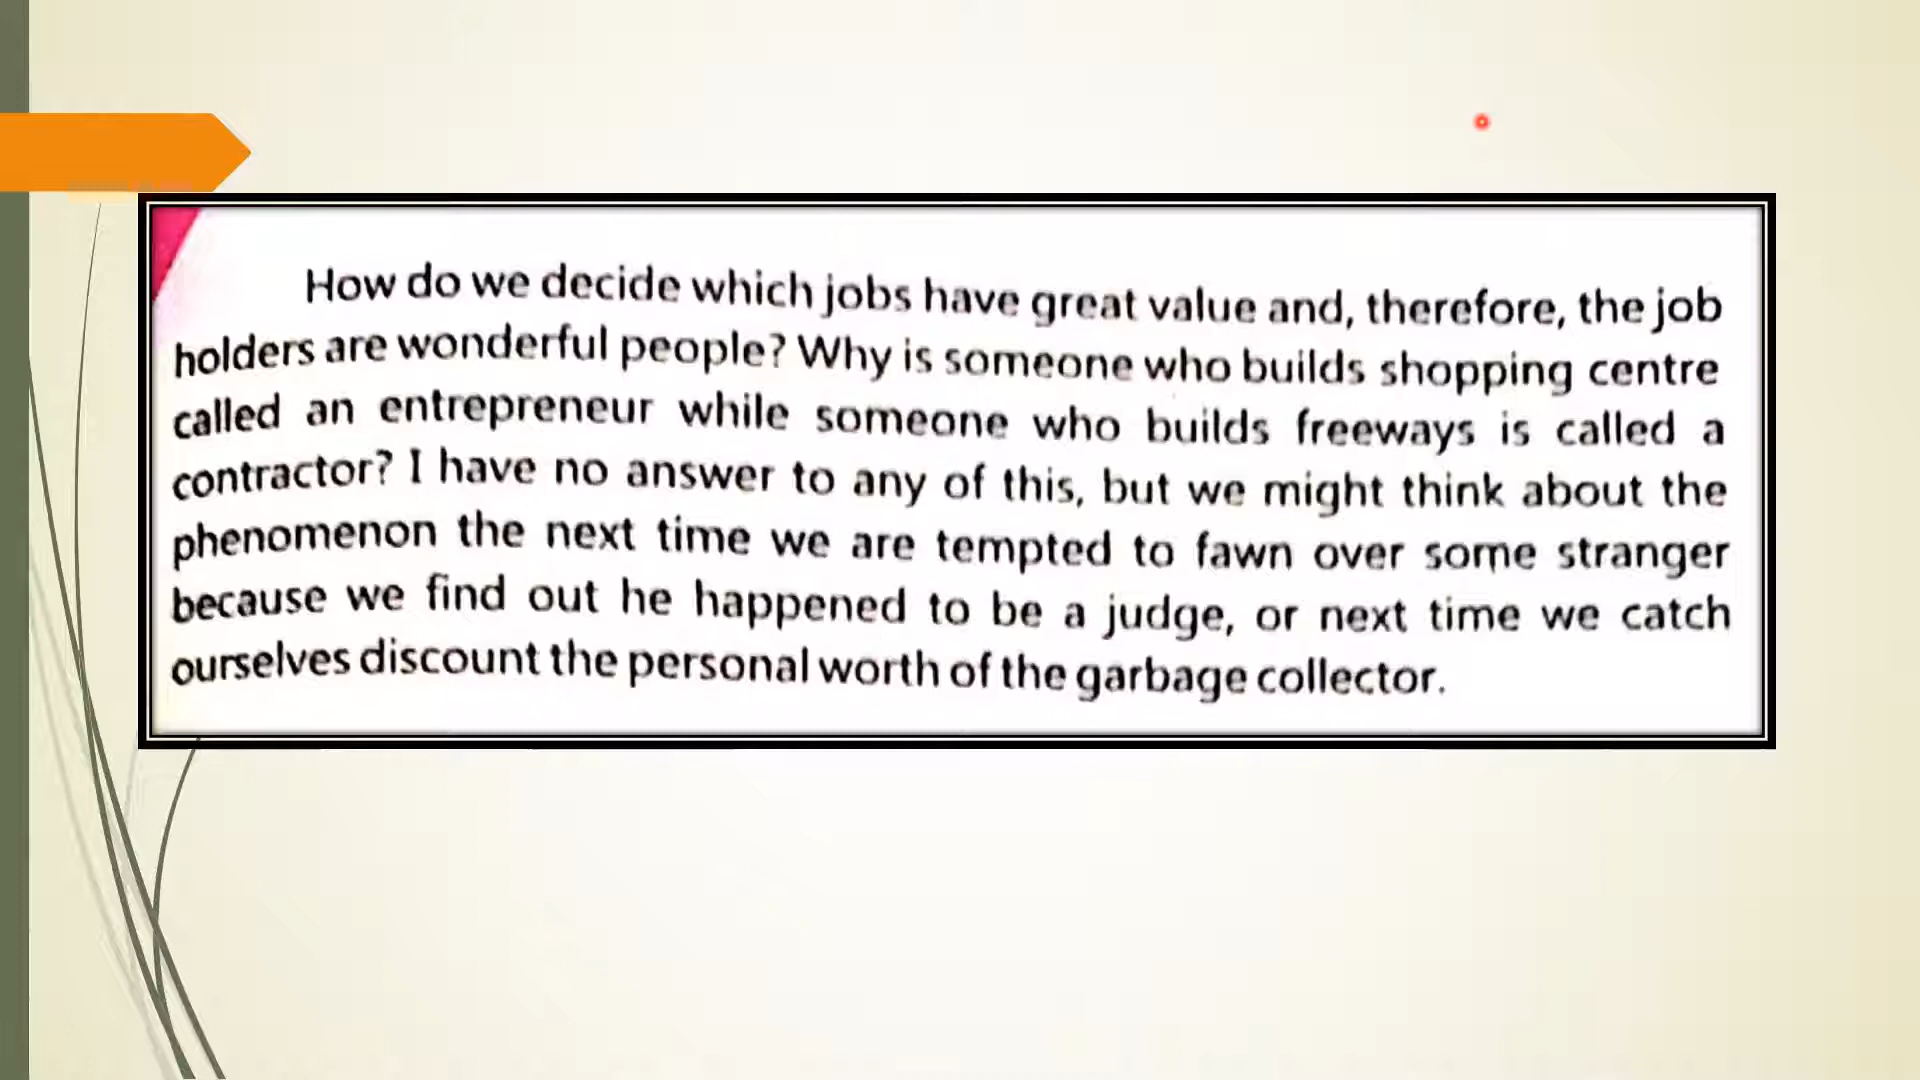 How do we decide which jobs have great value and, therefore, the job
holders are wonderful people? Why is someone who builds shopping centre
called an entrepreneur while someone who builds freeways is called a
contractor? I have no answer to any of this, but we might think about the
phenomenon the next time we are tempted to fawn over some stranger
because we find out he happened to be a judge, or next time we catch
ourselves discount the personal worth of the garbage collector.